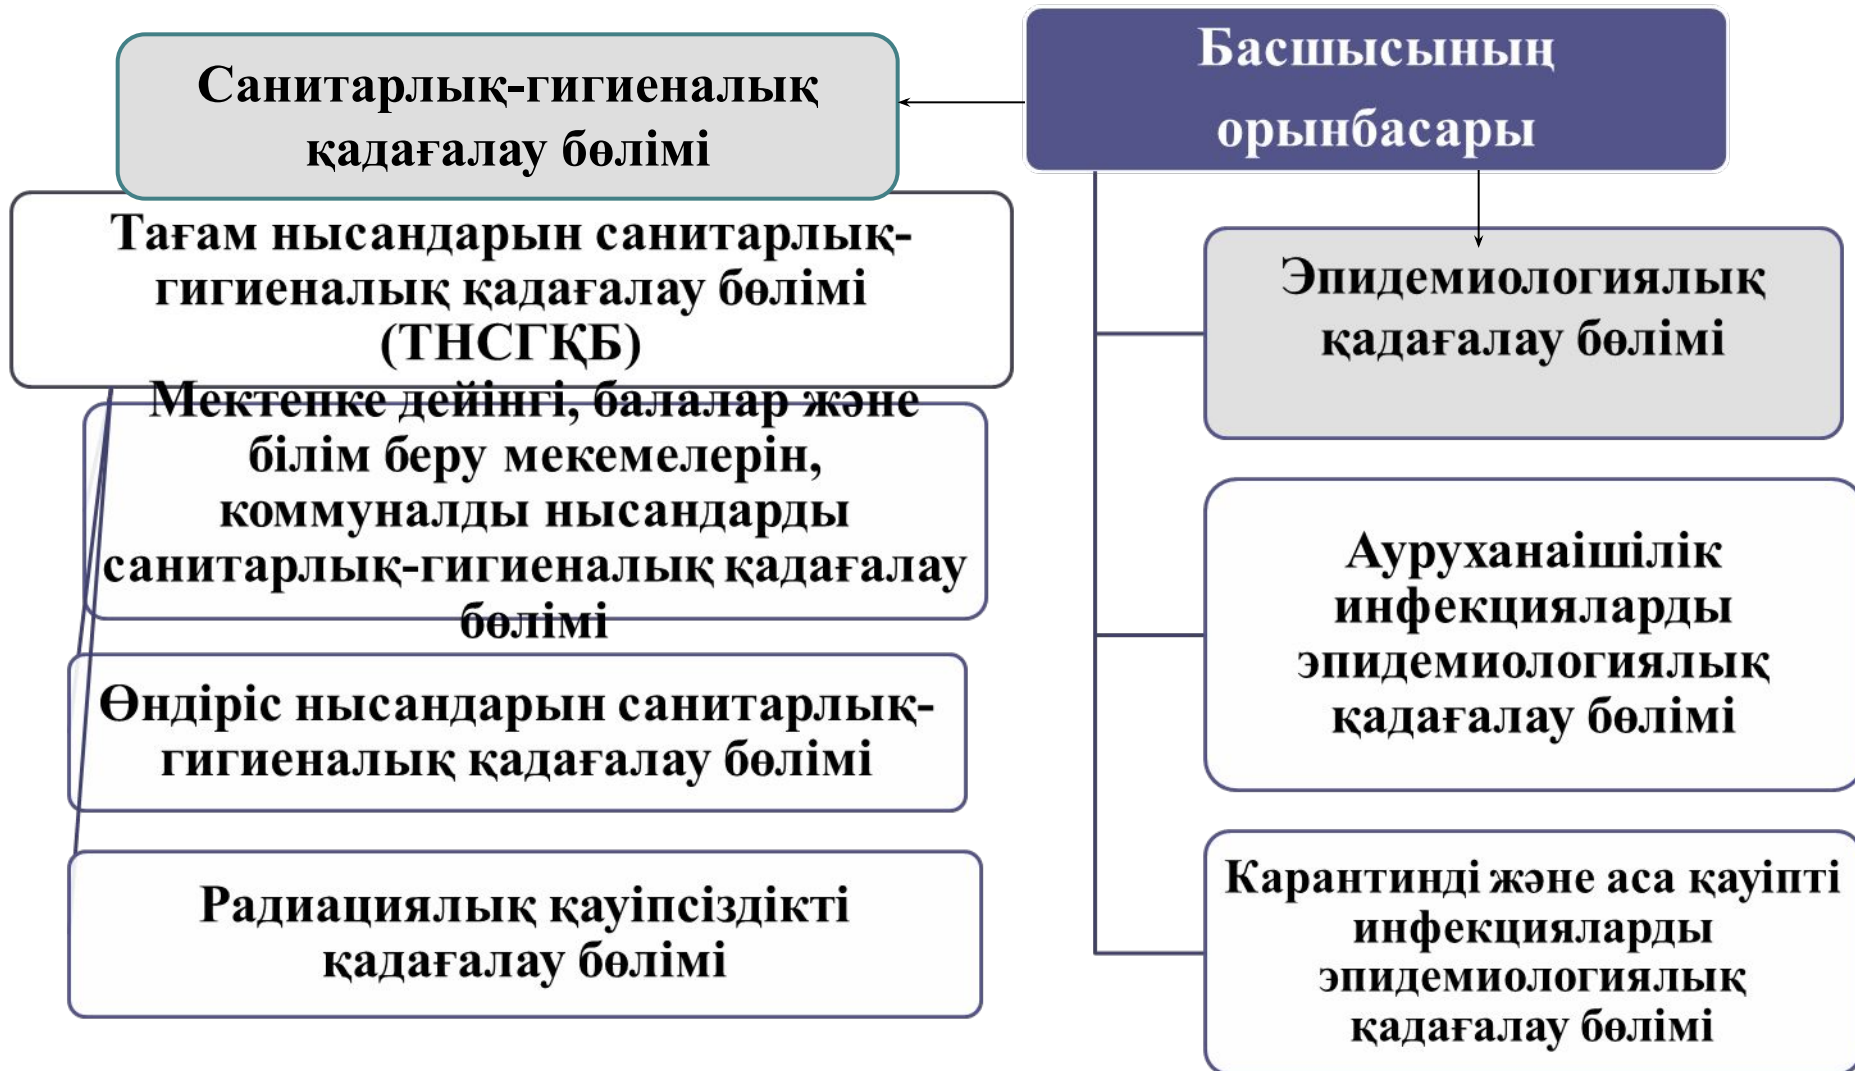 Санитарлық-гигиеналық
қадағалау бөлімі
Басшысының
орынбасары
Тағам нысандарын санитарлық-
гигиеналық қадағалау бөлімі
(ТНСГҚБ)
Мектепке дейінгі, балалар және
білім беру мекемелерін,
коммуналды нысандарды
санитарлық-гигиеналық қадағалау
бөлімі
Өндіріс нысандарын санитарлық-
гигиеналық қадағалау бөлімі
Радиациялық қауіпсіздікті
қадағалау бөлімі
Эпидемиологиялық
қадағалау бөлімі
Ауруханаішілік
инфекцияларды
эпидемиологиялық
қадағалау бөлімі
Карантинді және аса қауіпті
инфекцияларды
эпидемиологиялық
қадағалау бөлімі